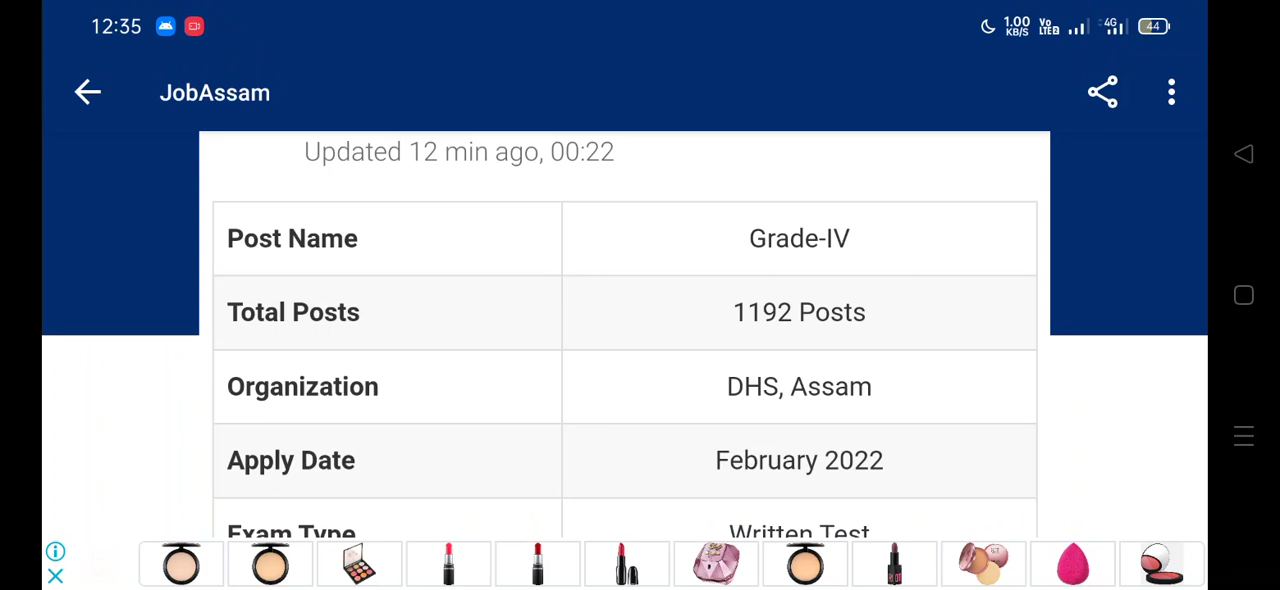 12:35 1.00 KB/S Vo LTE2 4G 44
JobAssam
Updated 12 min ago, 00:22
Post Name Grade-IV
Total Posts 1192 Posts
Organization DHS, Assam
Apply Date February 2022
Exam Type Written Test